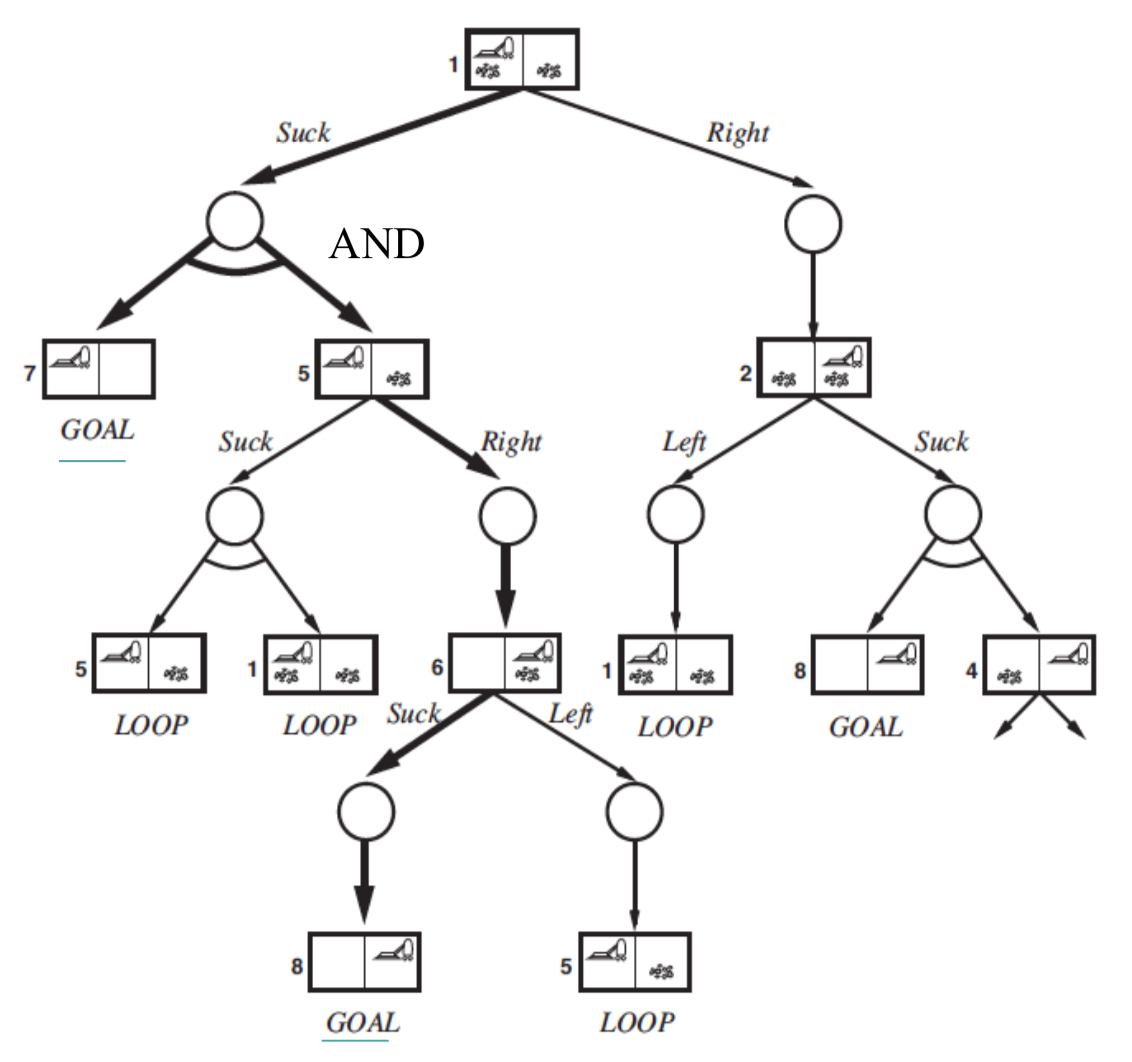 1
Suck Right
AND
7 5 2
GOAL
Suck Right Left Suck
5 1 6 1 8 4
LOOP LOOP LOOP GOAL
Suck Left
8 5
GOAL LOOP